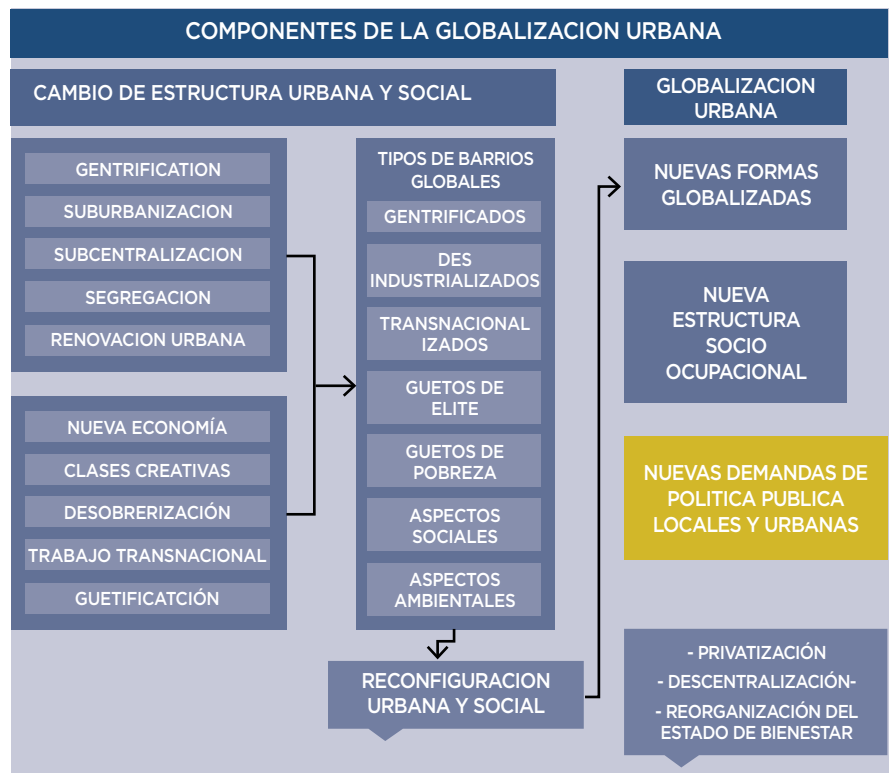 COMPONENTES DE LA GLOBALIZACION URBANA
CAMBIO DE ESTRUCTURA URBANA Y SOCIAL
GENTRIFICATION
SUBURBANIZACION
SUBCENTRALIZACION
SEGREGACION
RENOVACION URBANA
NUEVA ECONOMÍA
CLASES CREATIVAS
DESOBRERIZACIÓN
TRABAJO TRANSNACIONAL
GUETIFICATCIÓN
TIPOS DE BARRIOS
GLOBALES
GENTRIFICADOS
DES
INDUSTRIALIZADOS
TRANSNACIONAL
IZADOS
GUETOS DE
ELITE
GUETOS DE
POBREZA
ASPECTOS
SOCIALES
ASPECTOS
AMBIENTALES
RECONFIGURACION
URBANA Y SOCIAL
GLOBALIZACION
URBANA
NUEVAS FORMAS
GLOBALIZADAS
NUEVA
ESTRUCTURA
SOCIO
OCUPACIONAL
NUEVAS DEMANDAS DE
POLITICA PUBLICA
LOCALES Y URBANAS
- PRIVATIZACIÓN
- DESCENTRALIZACIÓN-
- REORGANIZACIÓN DEL
ESTADO DE BIENESTAR